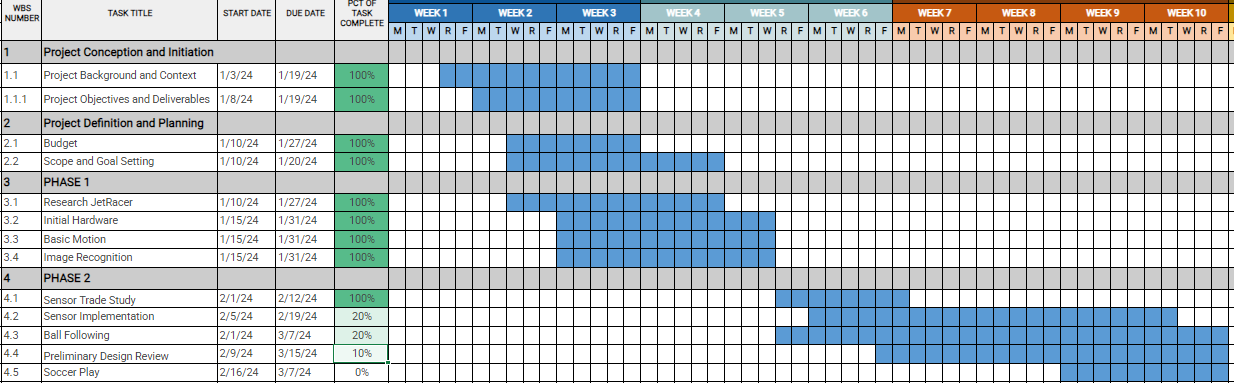 WBS NUMBER TASK TITLE START DATE DUE DATE PCT OF TASK COMPLETE WEEK 1 WEEK 2 WEEK 3 WEEK 4 WEEK 5 WEEK 6 WEEK 7 WEEK 8 WEEK 9 WEEK 10
M T W R F M T W R F M T W R F M T W R F M T W R F M T W R F M T W R F M T W R F M T W R F M T W R F
1 Project Conception and Initiation
1.1 Project Background and Context 1/3/24 1/19/24 100%
1.1.1 Project Objectives and Deliverables 1/8/24 1/19/24 100%
2 Project Definition and Planning
2.1 Budget 1/10/24 1/27/24 100%
2.2 Scope and Goal Setting 1/10/24 1/20/24 100%
3 PHASE 1
3.1 Research JetRacer 1/10/24 1/27/24 100%
3.2 Initial Hardware 1/15/24 1/31/24 100%
3.3 Basic Motion 1/15/24 1/31/24 100%
3.4 Image Recognition 1/15/24 1/31/24 100%
4 PHASE 2
4.1 Sensor Trade Study 2/1/24 2/12/24 100%
4.2 Sensor Implementation 2/5/24 2/19/24 20%
4.3 Ball Following 2/1/24 3/7/24 20%
4.4 Preliminary Design Review 2/9/24 3/15/24 10%
4.5 Soccer Play 2/16/24 3/7/24 0%